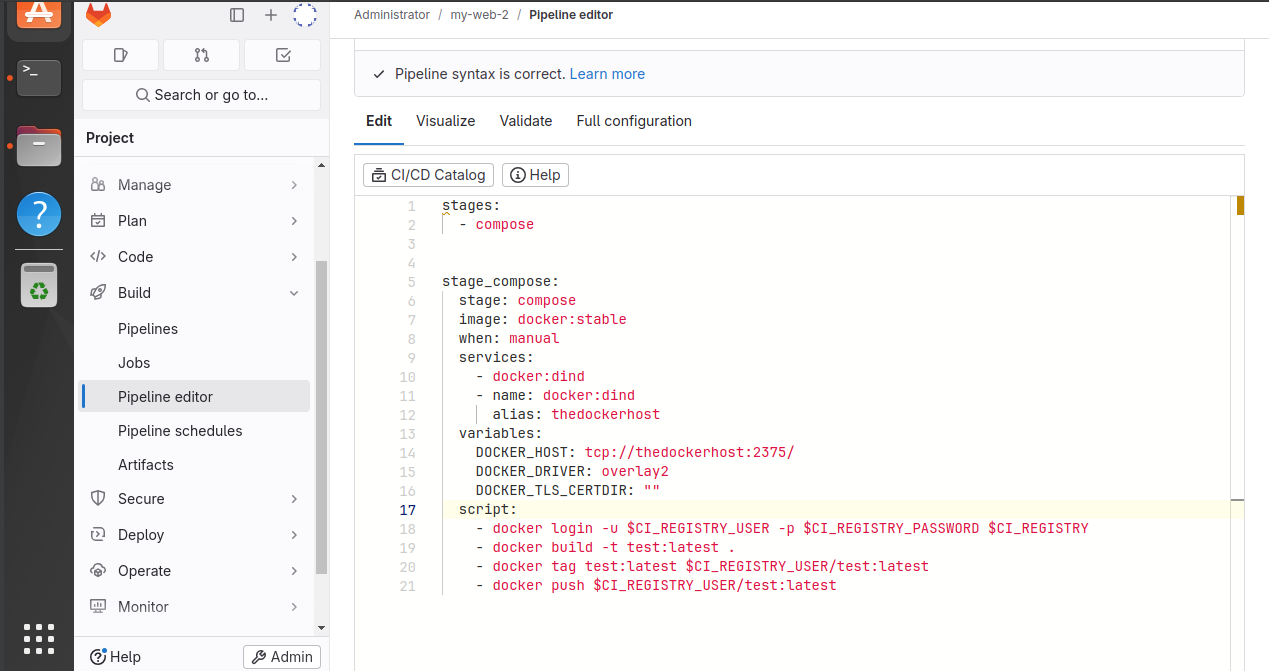 Administrator / my-web-2 / Pipeline editor
Pipeline syntax is correct. Learn more
Search or go to...
Project
Manage
Plan
Code
Build
Pipelines
Jobs
Pipeline editor
Pipeline schedules
Artifacts
Secure
Deploy
Operate
Monitor
Help
Admin
Edit Visualize Validate Full configuration
CI/CD Catalog Help
1 stages:
2 - compose
3
4
5 stage_compose:
6 stage: compose
7 image: docker:stable
8 when: manual
9 services:
10 - docker:dind
11 - name: docker:dind
12 alias: thedockerhost
13 variables:
14 DOCKER_HOST: tcp://thedockerhost:2375/
15 DOCKER_DRIVER: overlay2
16 DOCKER_TLS_CERTDIR: ""
17 script:
18 - docker login -u $CI_REGISTRY_USER -p $CI_REGISTRY_PASSWORD $CI_REGISTRY
19 - docker build -t test:latest .
20 - docker tag test:latest $CI_REGISTRY_USER/test:latest
21 - docker push $CI_REGISTRY_USER/test:latest